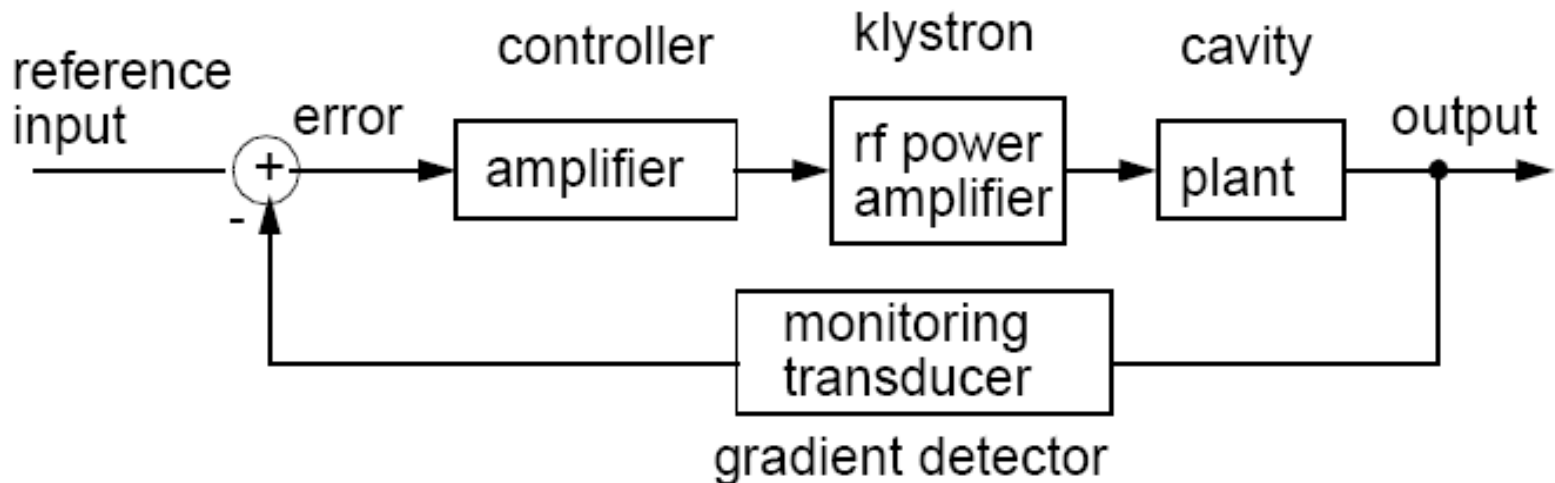 reference
input
error
controller
amplifier
klystron
rf power
amplifier
cavity
plant
output
+
-
monitoring
transducer
gradient detector